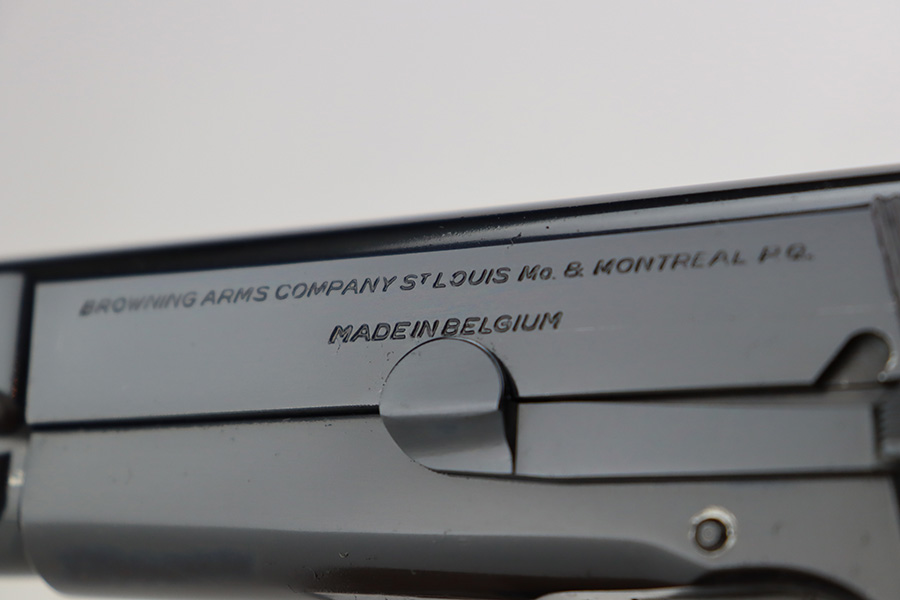 BROWNING ARMS COMPANY ST LOUIS Mo. & MONTREAL P.Q.
MADE IN BELGIUM